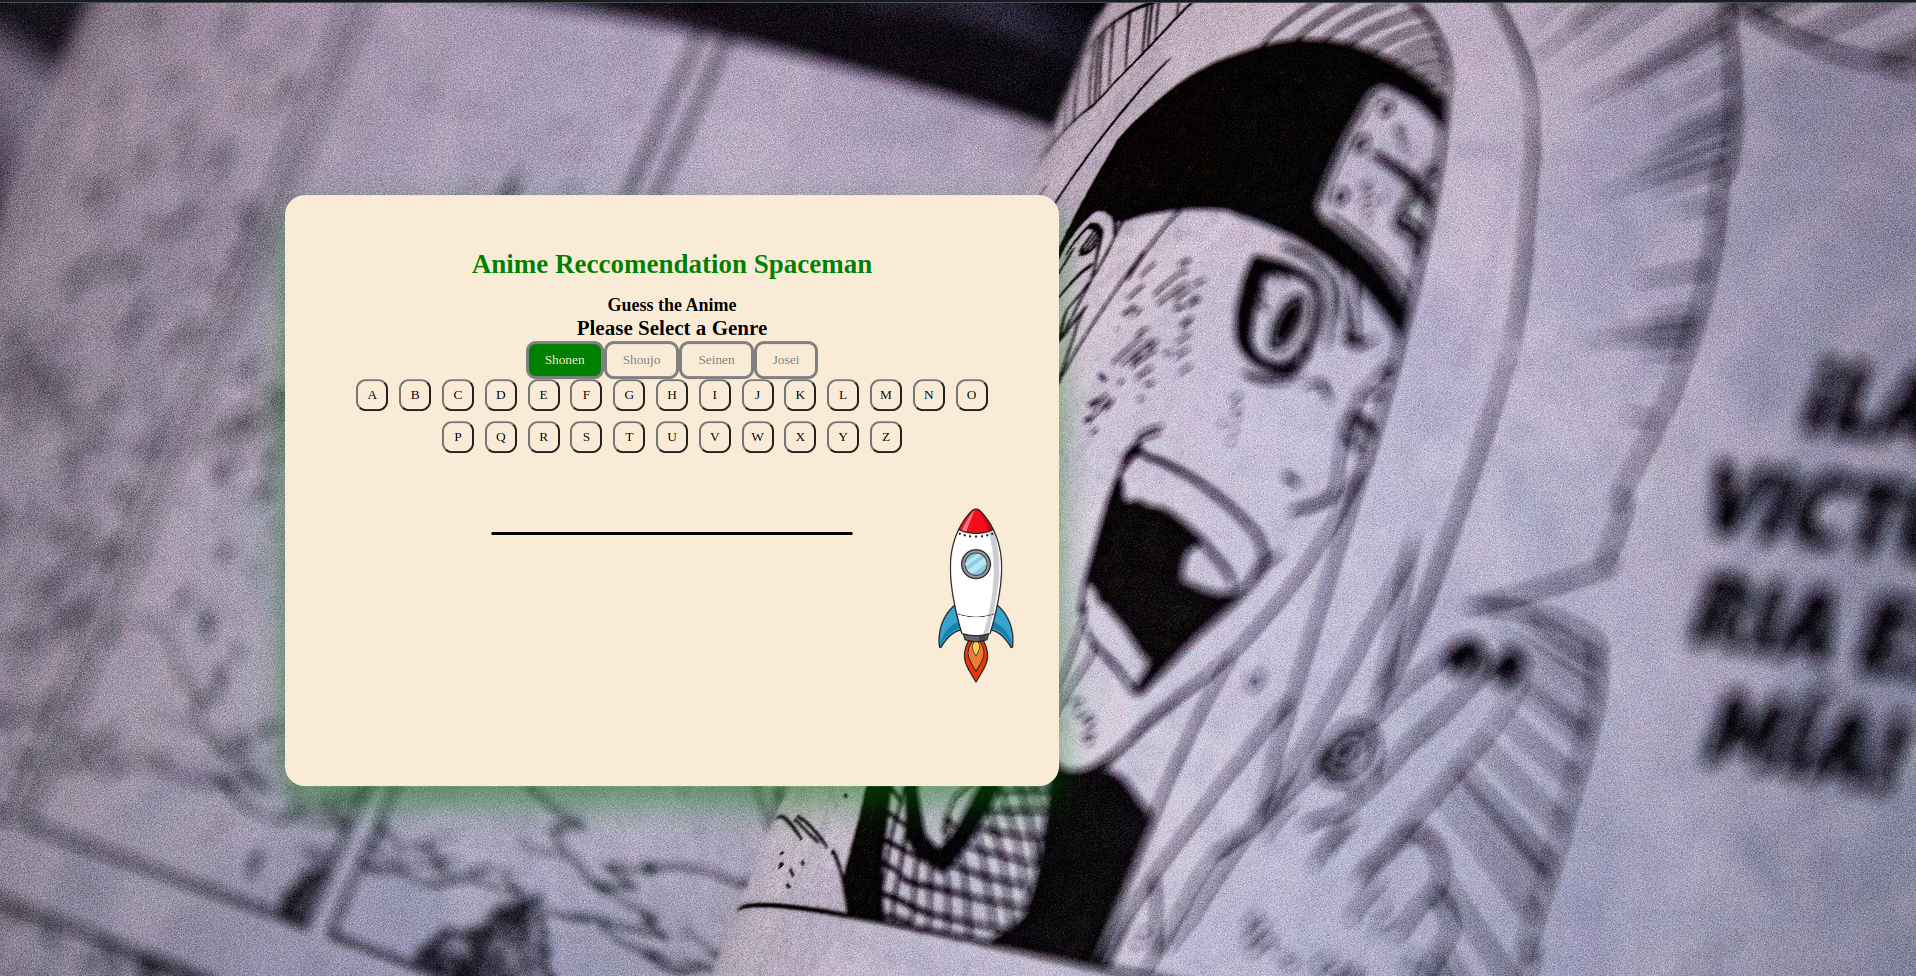 Anime Reccomendation Spaceman
Guess the Anime
Please Select a Genre
Shonen Shoujo Seinen Josei
A B C D E F G H I J K L M N O
P Q R S T U V W X Y Z